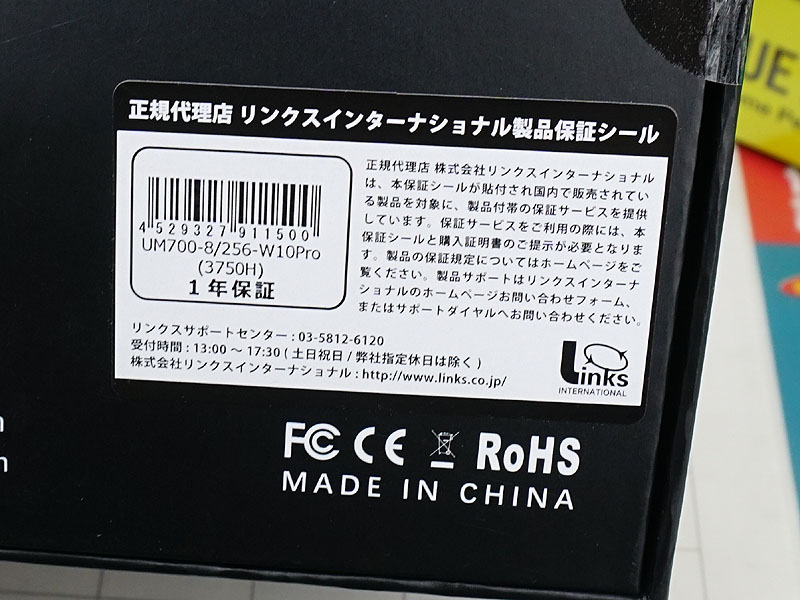 正規代理店 リンクスインターナショナル製品保証シール
4 529327 911500
UM700-8/256-W10Pro
(3750H)
1年保証
正規代理店 株式会社リンクスインターナショナル
は、本保証シールが貼付され国内で販売されてい
る製品を対象に、製品付帯の保証サービスを提供
しています。保証サービスをご利用の際には、本
保証シールと購入証明書のご提示が必要となりま
す。製品の保証規定についてはホームページをご
覧ください。製品サポートはリンクスインターナ
ショナルのホームページお問い合わせフォーム、
またはサポートダイヤルへお問い合わせください。
リンクスサポートセンター : 03-5812-6120
受付時間 : 13:00 ～ 17:30 ( 土日祝日 / 弊社指定休日は除く )
株式会社リンクスインターナショナル : http://www.links.co.jp/
Links
INTERNATIONAL
FC CE RoHS
MADE IN CHINA